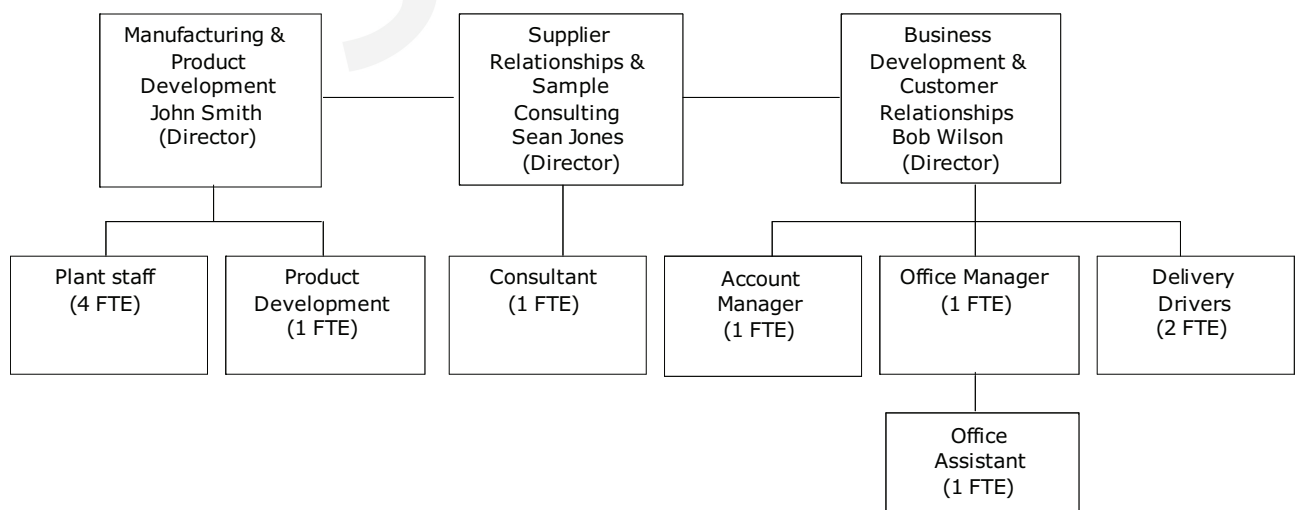 Manufacturing &
Product
Development
John Smith
(Director)
Supplier
Relationships &
Sample
Consulting
Sean Jones
(Director)
Business
Development &
Customer
Relationships
Bob Wilson
(Director)
Plant staff
(4 FTE)
Product
Development
(1 FTE)
Consultant
(1 FTE)
Account
Manager
(1 FTE)
Office Manager
(1 FTE)
Delivery
Drivers
(2 FTE)
Office
Assistant
(1 FTE)